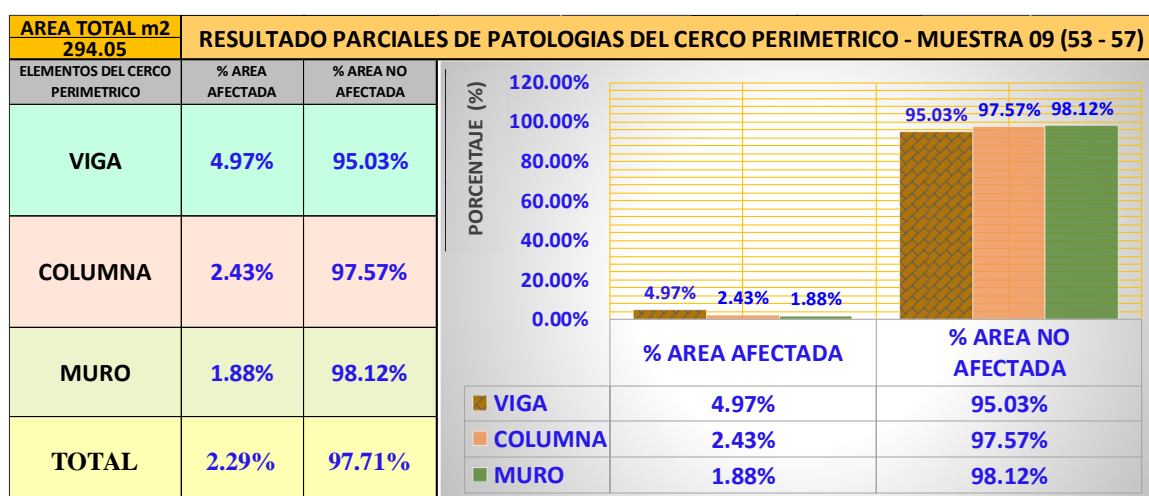 AREA TOTAL m2
294.05
RESULTADO PARCIALES DE PATOLOGIAS DEL CERCO PERIMETRICO - MUESTRA 09 (53 - 57)
ELEMENTOS DEL CERCO PERIMETRICO
% AREA AFECTADA
% AREA NO AFECTADA
VIGA 4.97% 95.03%
COLUMNA 2.43% 97.57%
MURO 1.88% 98.12%
TOTAL 2.29% 97.71%
PORCENTAJE (%)
120.00%
100.00%
80.00%
60.00%
40.00%
20.00%
0.00%
4.97% 2.43% 1.88%
95.03% 97.57% 98.12%
% AREA AFECTADA
% AREA NO
AFECTADA
VIGA 4.97% 95.03%
COLUMNA 2.43% 97.57%
MURO 1.88% 98.12%